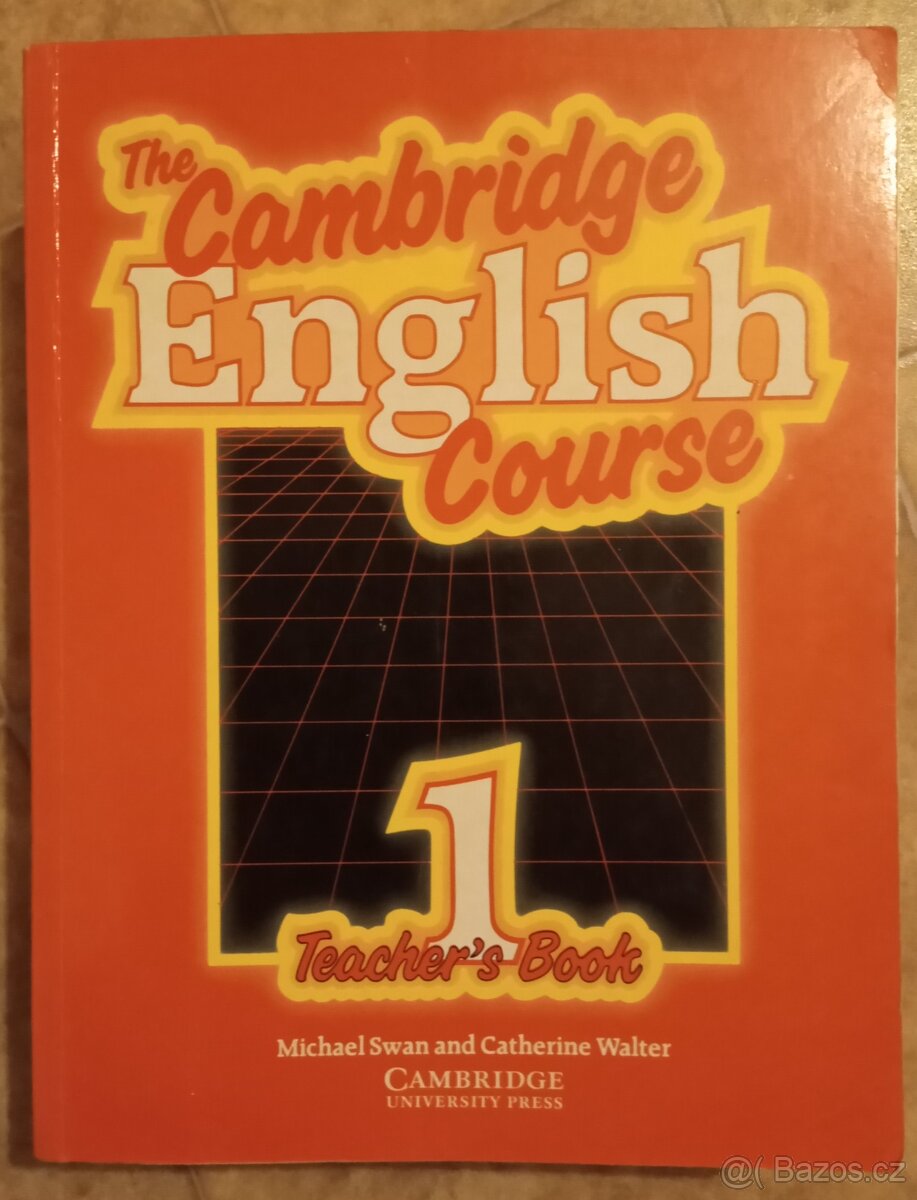 The
Cambridge
English
Course
1
Teacher's Book
Michael Swan and Catherine Walter
CAMBRIDGE
UNIVERSITY PRESS
@( Bazos.cz